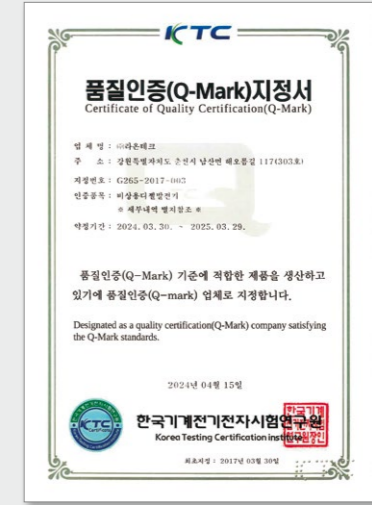 KTC
품질인증(Q-Mark)지정서
Certificate of Quality Certification(Q-Mark)
업 체 명 : ㈜라온테크
주 소 : 강원특별자치도 춘천시 남산면 해오름길 117(303호)
지정번호 : G265-2017-003
인증품목 : 비상용디젤발전기
※ 세부내역 별지참조 ※
약정기간 : 2024. 03. 30. ~ 2025. 03. 29.
품질인증(Q-Mark) 기준에 적합한 제품을 생산하고
있기에 품질인증(Q-mark) 업체로 지정합니다.
Designated as a quality certification(Q-Mark) company satisfying
the Q-Mark standards.
2024년 04월 15일
KTC
한국기계전기전자시험연구원
Korea Testing Certification institute
최초지정 : 2017년 03월 30일